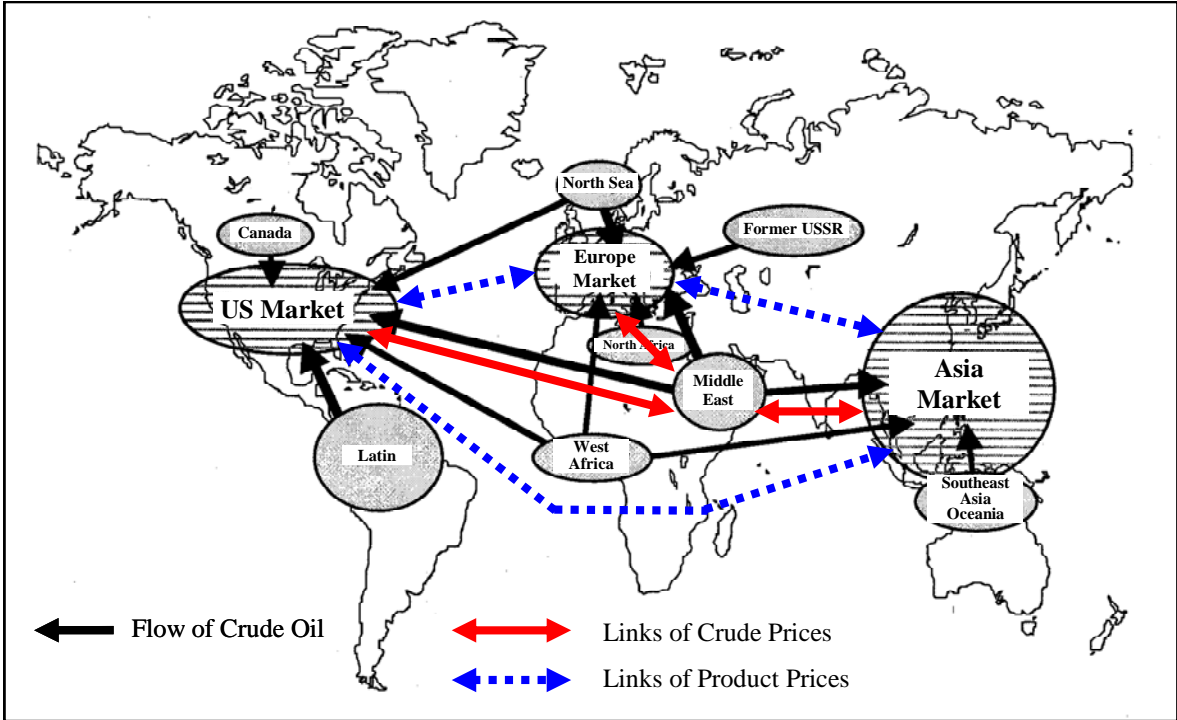 North Sea
Canada
Former USSR
Europe
Market
US Market
North Africa
Middle
East
Asia
Market
Latin
West
Africa
Southeast
Asia
Oceania
Flow of Crude Oil
Links of Crude Prices
Links of Product Prices